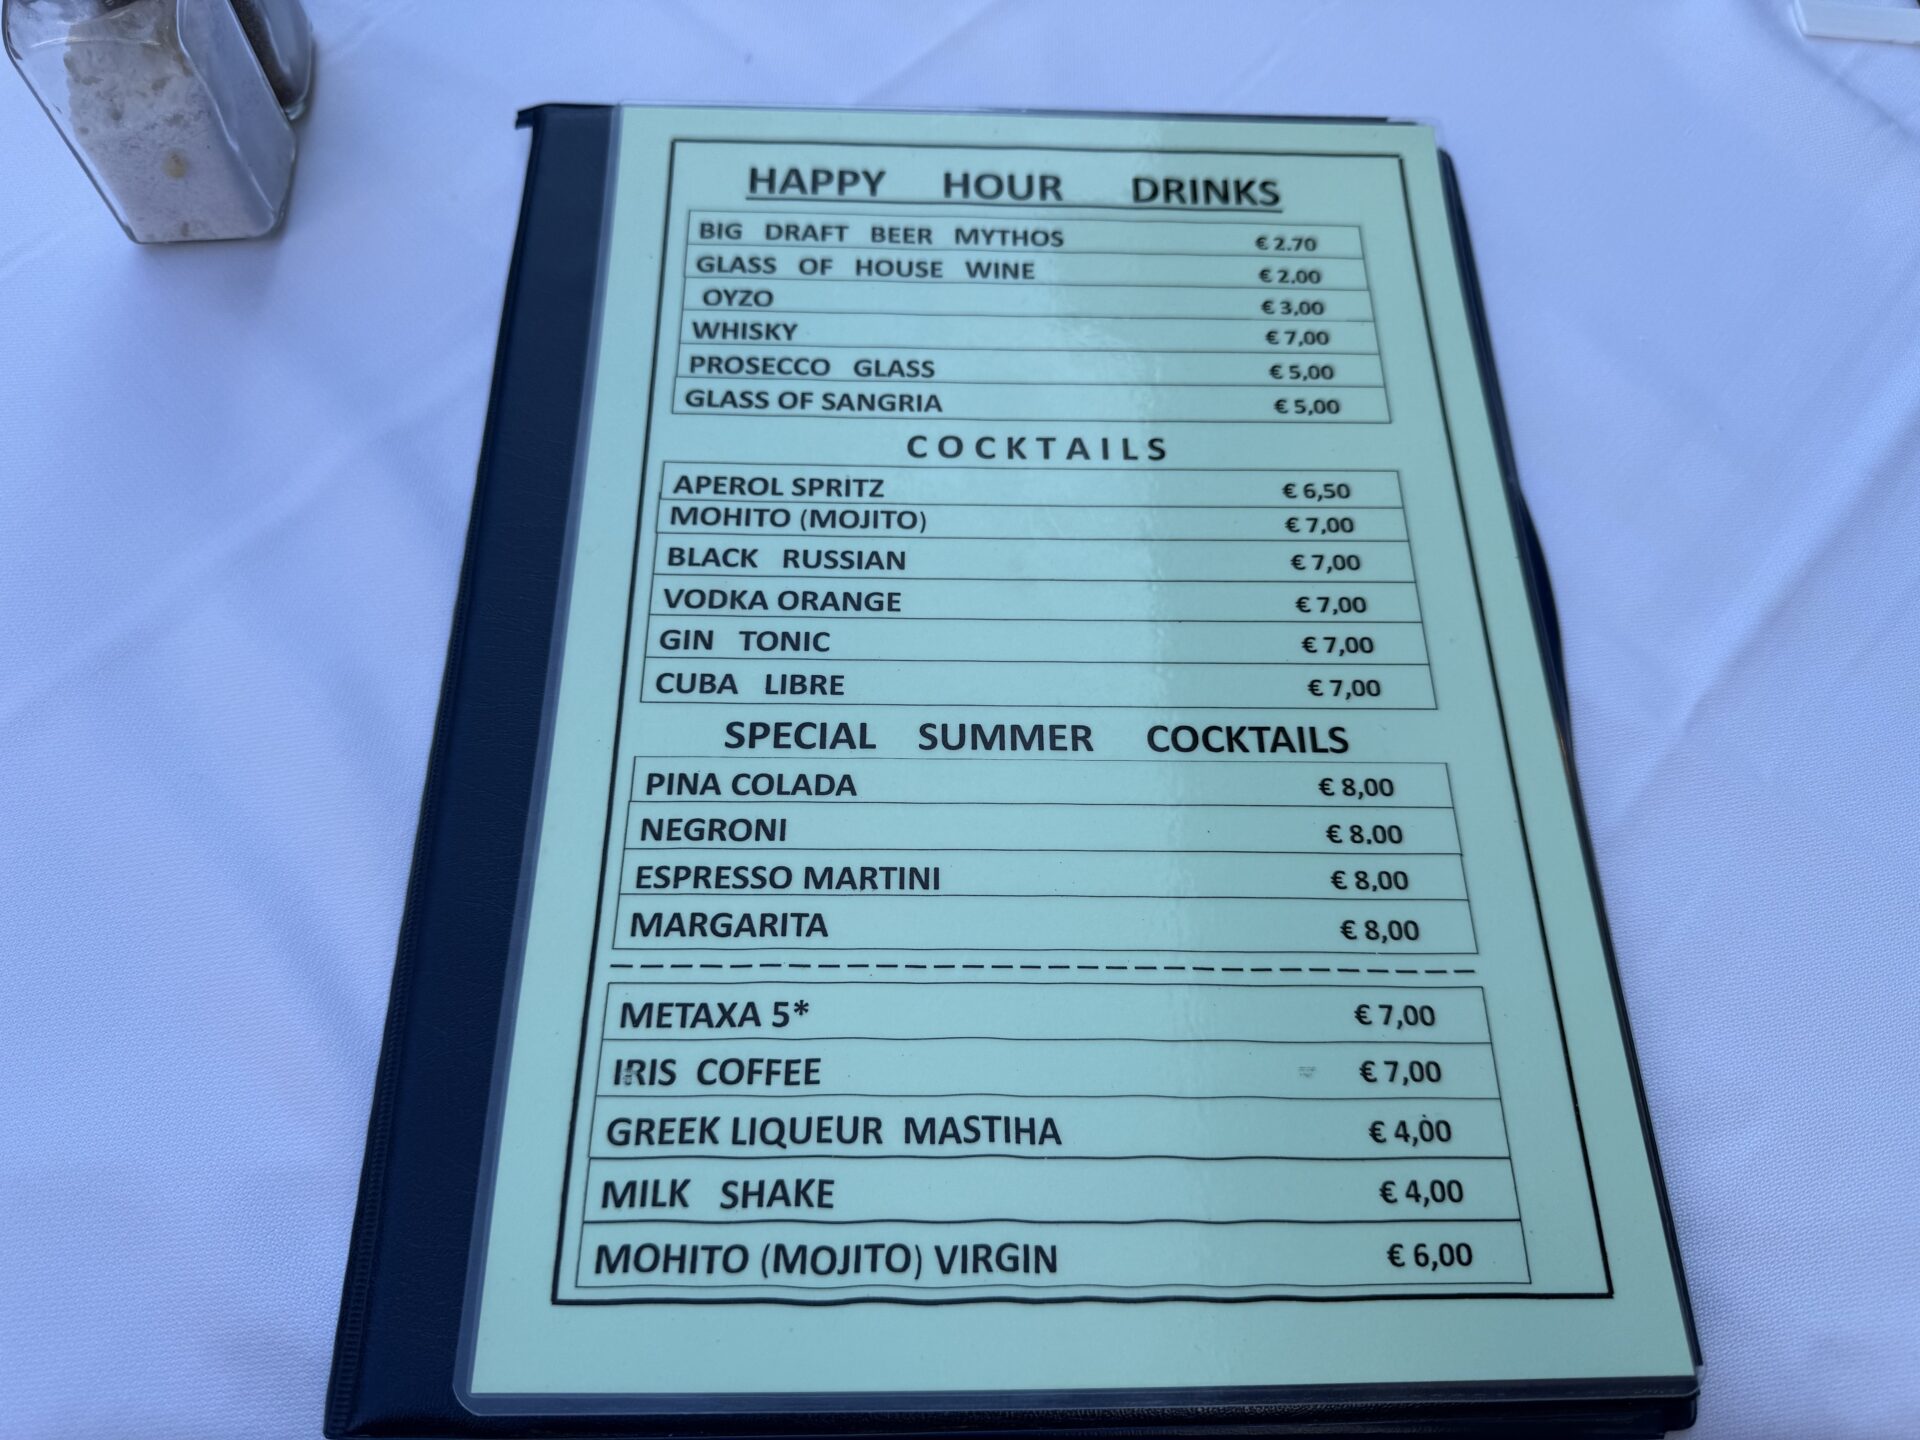 HAPPY HOUR DRINKS
BIG DRAFT BEER MYTHOS € 2.70
GLASS OF HOUSE WINE € 2.00
OYZO € 3,00
WHISKY € 7,00
PROSECCO GLASS € 5,00
GLASS OF SANGRIA € 5,00
COCKTAILS
APEROL SPRITZ € 6,50
MOHITO (MOJITO) € 7,00
BLACK RUSSIAN € 7,00
VODKA ORANGE € 7,00
GIN TONIC € 7,00
CUBA LIBRE € 7,00
SPECIAL SUMMER COCKTAILS
PINA COLADA € 8,00
NEGRONI € 8.00
ESPRESSO MARTINI € 8,00
MARGARITA € 8,00
METAXA 5* € 7,00
IRIS COFFEE € 7,00
GREEK LIQUEUR MASTIHA € 4,00
MILK SHAKE € 4,00
MOHITO (MOJITO) VIRGIN € 6,00